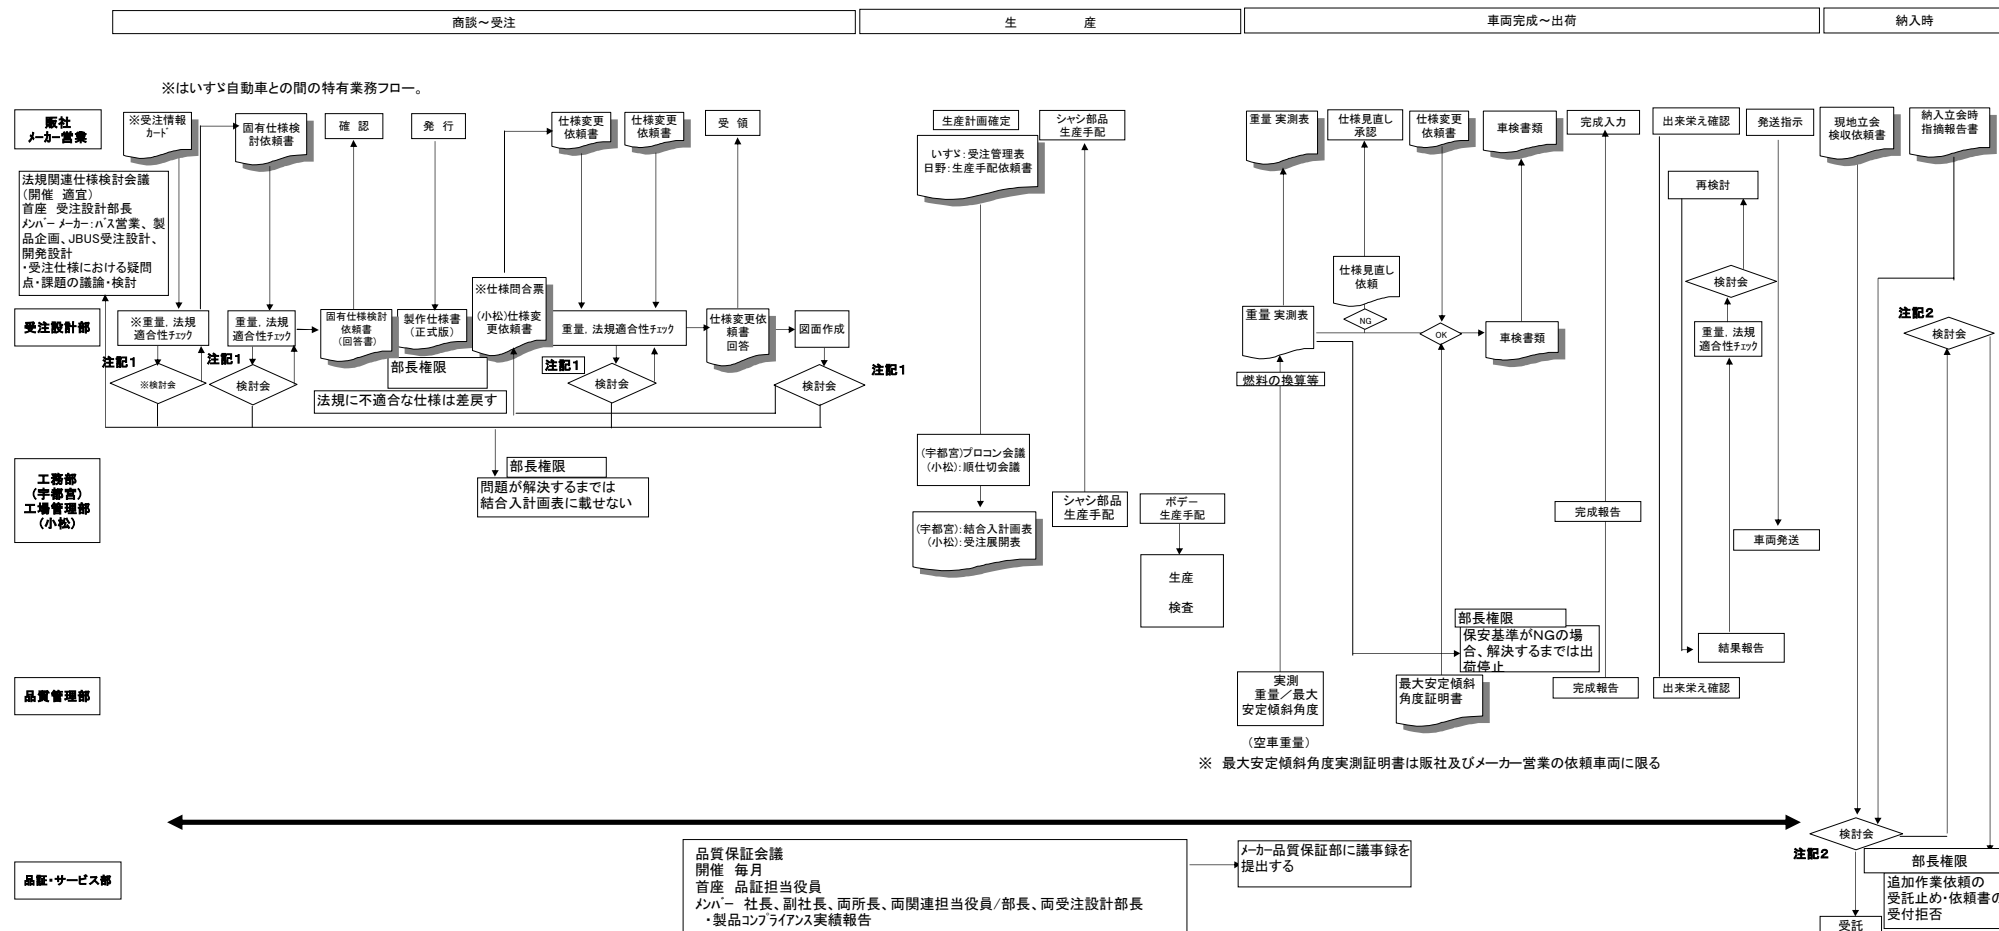 商談～受注
生　産
車両完成～出荷
納入時
※はいすゞ自動車との間の特有業務フロー。
販社
メーカー営業
※受注情報
カード
固有仕様検
討依頼書
確 認
発 行
仕様変更
依頼書
仕様変更
依頼書
受 領
生産計画確定
いすゞ:受注管理表
日野:生産手配依頼書
シャシ部品
生産手配
重量 実測表
仕様見直し
承認
仕様変更
依頼書
車検書類
完成入力
出来栄え確認
発送指示
現地立会
検収依頼書
納入立会時
指摘報告書
法規関連仕様検討会議
(開催 適宜)
首座 受注設計部長
メンバー メーカー:バス営業、製
品企画、JBUS受注設計、
開発設計
・受注仕様における疑問
点・課題の議論・検討
再検討
仕様見直し
依頼
検討会
受注設計部
※重量, 法規
適合性チェック
重量, 法規
適合性チェック
固有仕様検討
依頼書
(回答書)
製作仕様書
(正式版)
※仕様問合票
(小松)仕様変
更依頼書
重量, 法規適合性チェック
仕様変更依
頼書
回答
図面作成
重量 実測表
NG
OK
車検書類
重量, 法規
適合性チェック
注記2
検討会
注記1
※検討会
注記1
検討会
部長権限
法規に不適合な仕様は差戻す
注記1
検討会
検討会
注記1
燃料の換算等
工務部
(宇都宮)
工場管理部
(小松)
部長権限
問題が解決するまでは
結合入計画表に載せない
(宇都宮)プロコン会議
(小松):順仕切会議
(宇都宮):結合入計画表
(小松):受注展開表
シャシ部品
生産手配
ボデー
生産手配
生産
検査
完成報告
車両発送
部長権限
保安基準がNGの場
合、解決するまでは出
荷停止
結果報告
品質管理部
実測
重量／最大
安定傾斜角度
(空車重量)
最大安定傾斜
角度証明書
完成報告
出来栄え確認
※ 最大安定傾斜角度実測証明書は販社及びメーカー営業の依頼車両に限る
検討会
注記2
品証・サービス部
品質保証会議
開催 毎月
首座 品証担当役員
メンバー 社長、副社長、両所長、両関連担当役員/部長、両受注設計部長
・製品コンプライアンス実績報告
メーカー品質保証部に議事録を
提出する
部長権限
追加作業依頼の
受託止め・依頼書の
受付拒否
受託